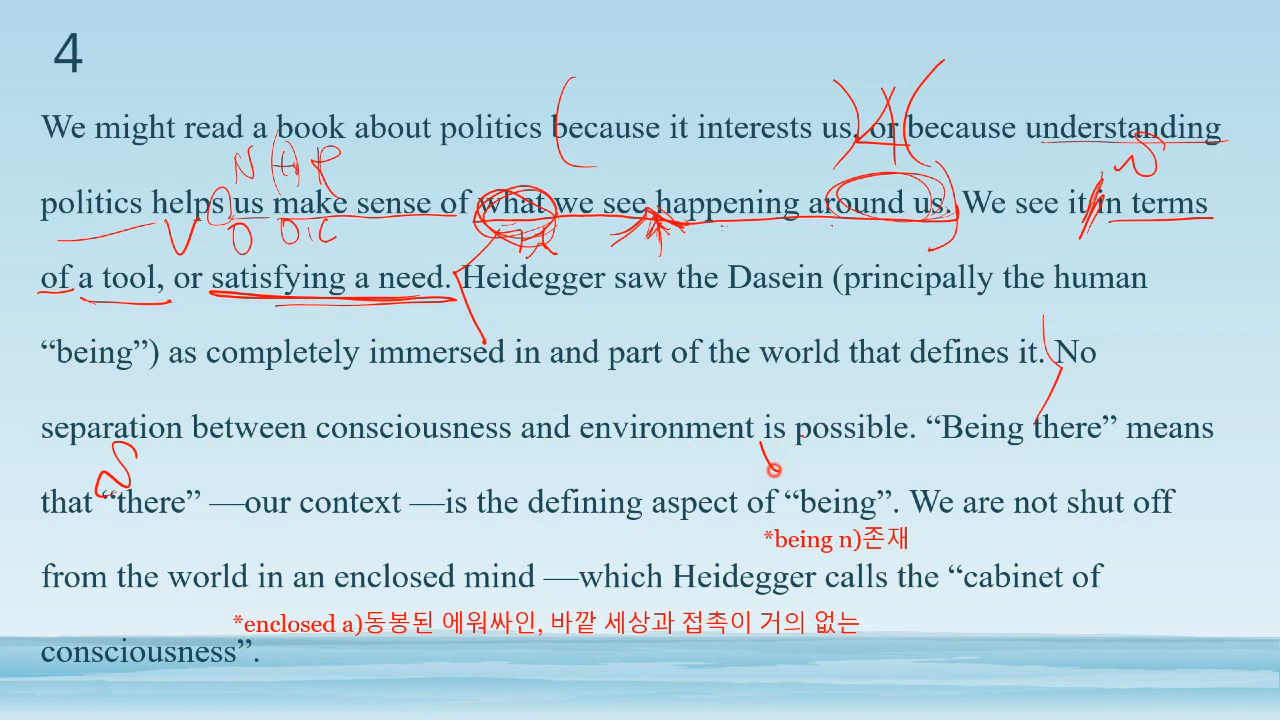 4
We might read a book about politics because it interests us, or because understanding
N R
politics helps us make sense of what we see happening around us. We see it in terms
V O O.C
of a tool, or satisfying a need. Heidegger saw the Dasein (principally the human
“being”) as completely immersed in and part of the world that defines it. No
separation between consciousness and environment is possible. “Being there” means
that “there” —our context —is the defining aspect of “being”. We are not shut off
*being n)존재
from the world in an enclosed mind —which Heidegger calls the “cabinet of
*enclosed a)동봉된 에워싸인, 바깥 세상과 접촉이 거의 없는
consciousness”.